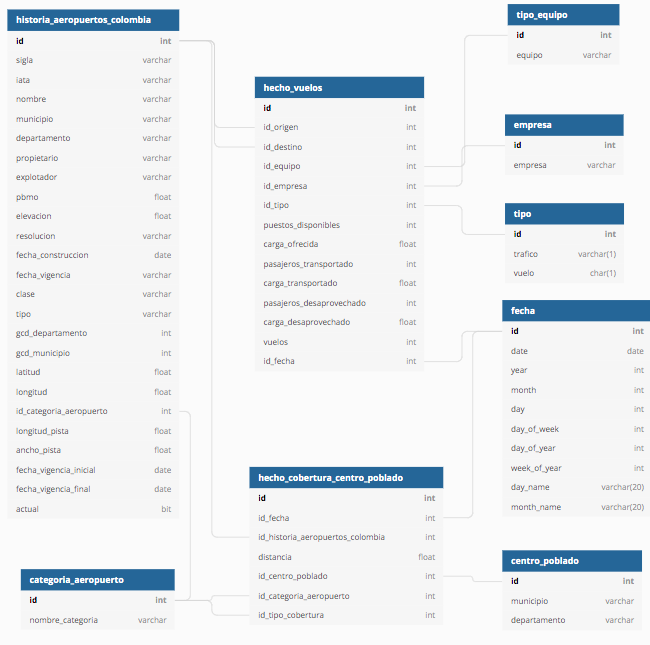 historia_aeropuertos_colombia
id int
sigla varchar
iata varchar
nombre varchar
municipio varchar
departamento varchar
propietario varchar
explotador varchar
pbmo float
elevacion float
resolucion varchar
fecha_construccion date
fecha_vigencia varchar
clase varchar
tipo varchar
gcd_departamento int
gcd_municipio int
latitud float
longitud float
id_categoria_aeropuerto int
longitud_pista float
ancho_pista float
fecha_vigencia_inicial date
fecha_vigencia_final date
actual bit
categoria_aeropuerto
id int
nombre_categoria varchar
hecho_vuelos
id int
id_origen int
id_destino int
id_equipo int
id_empresa int
id_tipo int
puestos_disponibles int
carga_ofrecida float
pasajeros_transportado int
carga_transportado float
pasajeros_desaprovechado int
carga_desaprovechado float
vuelos int
id_fecha int
hecho_cobertura_centro_poblado
id int
id_fecha int
id_historia_aeropuertos_colombia int
distancia float
id_centro_poblado int
id_categoria_aeropuerto int
id_tipo_cobertura int
tipo_equipo
id int
equipo varchar
empresa
id int
empresa varchar
tipo
id int
trafico varchar(1)
vuelo char(1)
fecha
id int
date date
year int
month int
day int
day_of_week int
day_of_year int
week_of_year int
day_name varchar(20)
month_name varchar(20)
centro_poblado
id int
municipio varchar
departamento varchar